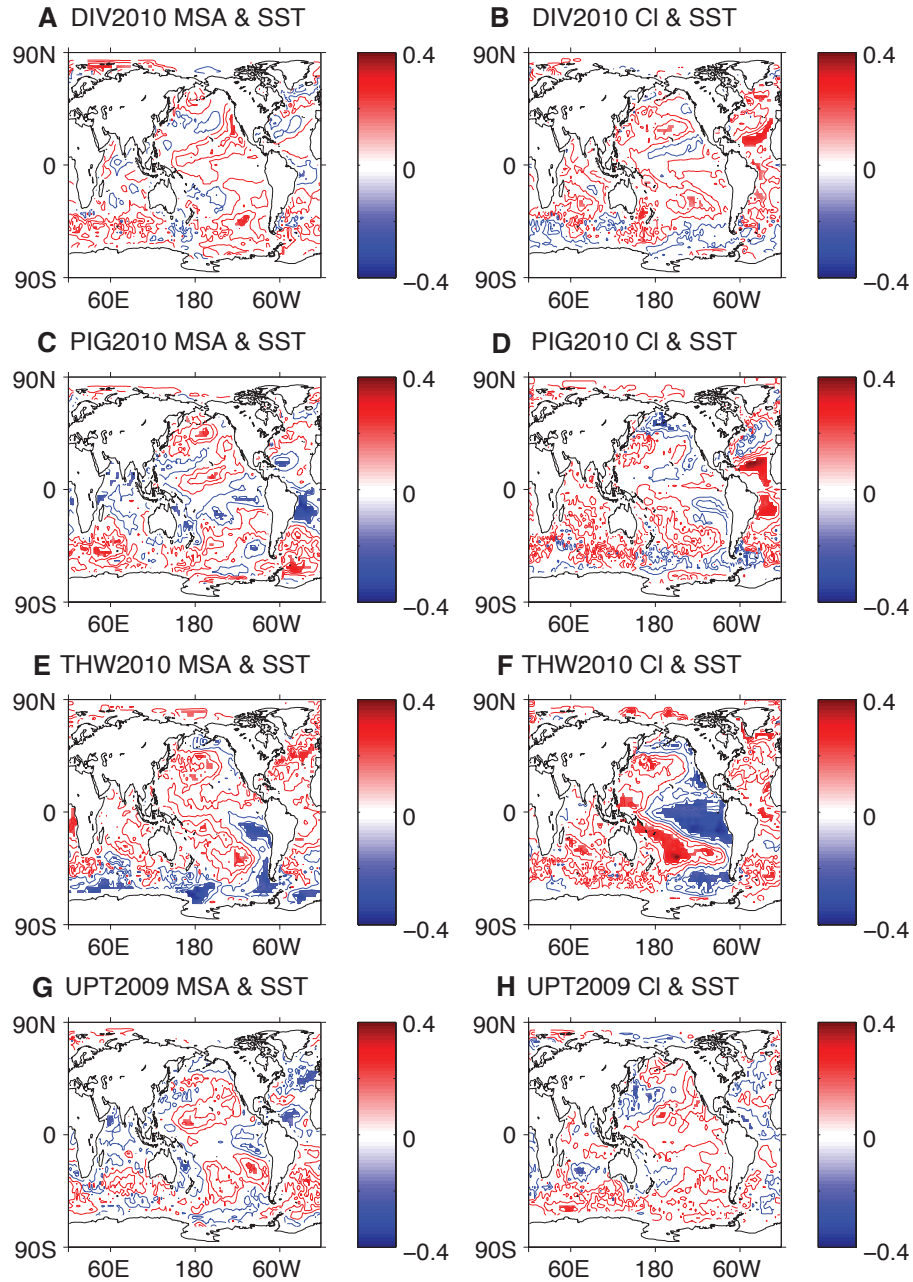 A DIV2010 MSA & SST
90N
0
90S
60E 180 60W
0.4
0
−0.4
B DIV2010 Cl & SST
90N
0
90S
60E 180 60W
0.4
0
−0.4
C PIG2010 MSA & SST
90N
0
90S
60E 180 60W
0.4
0
−0.4
D PIG2010 Cl & SST
90N
0
90S
60E 180 60W
0.4
0
−0.4
E THW2010 MSA & SST
90N
0
90S
60E 180 60W
0.4
0
−0.4
F THW2010 Cl & SST
90N
0
90S
60E 180 60W
0.4
0
−0.4
G UPT2009 MSA & SST
90N
0
90S
60E 180 60W
0.4
0
−0.4
H UPT2009 Cl & SST
90N
0
90S
60E 180 60W
0.4
0
−0.4